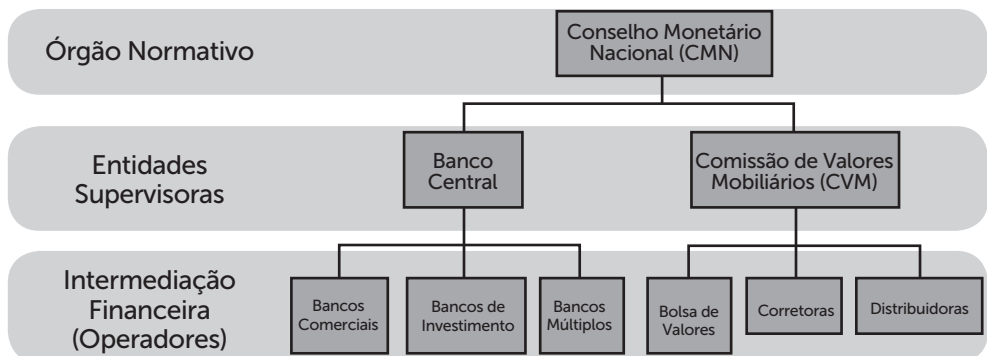 Órgão Normativo
Conselho Monetário
Nacional (CMN)
Entidades
Supervisoras
Banco
Central
Comissão de Valores
Mobiliários (CVM)
Intermediação
Financeira
(Operadores)
Bancos
Comerciais
Bancos de
Investimento
Bancos
Múltiplos
Bolsa de
Valores
Corretoras
Distribuidoras